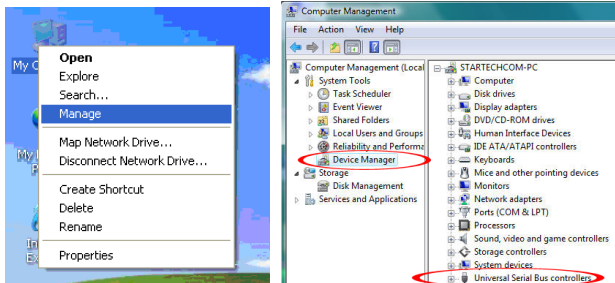 My C
Open
Explore
Search...
Manage
Map Network Drive...
Disconnect Network Drive...
Create Shortcut
Delete
Rename
Properties
My
P
In
E
Computer Management
File Action View Help
Computer Management (Local
System Tools
Task Scheduler
Event Viewer
Shared Folders
Local Users and Groups
Reliability and Performa
Device Manager
Storage
Disk Management
Services and Applications
STARTECHCOM-PC
Computer
Disk drives
Display adapters
DVD/CD-ROM drives
Human Interface Devices
IDE ATA/ATAPI controllers
Keyboards
Mice and other pointing devices
Monitors
Network adapters
Ports (COM & LPT)
Processors
Sound, video and game controllers
Storage controllers
System devices
Universal Serial Bus controllers